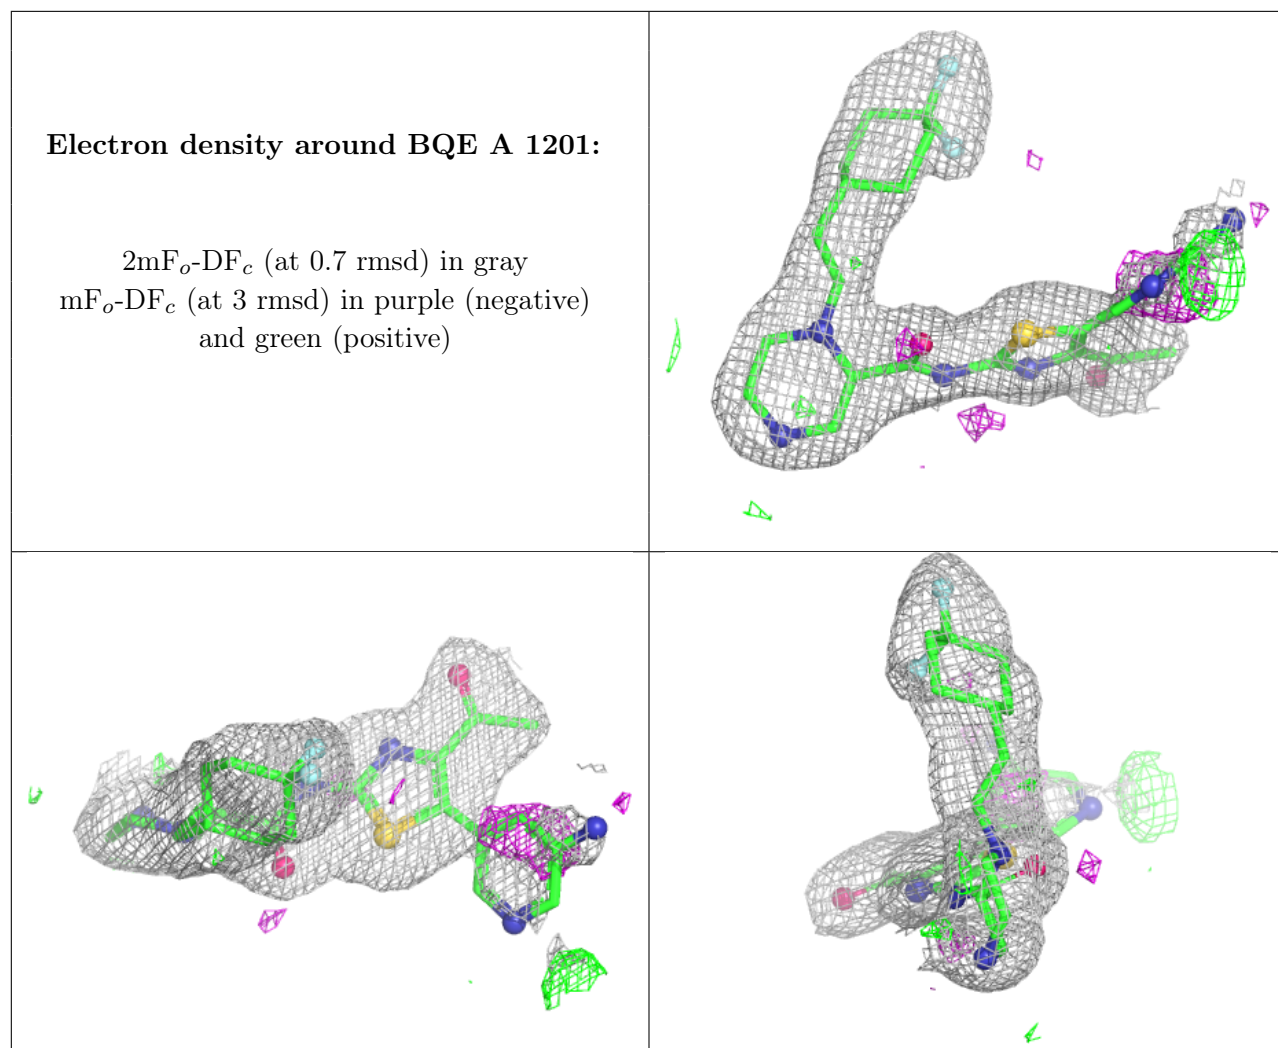 Electron density around BQE A 1201:
2mFo-DFc (at 0.7 rmsd) in gray
mFo-DFc (at 3 rmsd) in purple (negative)
and green (positive)